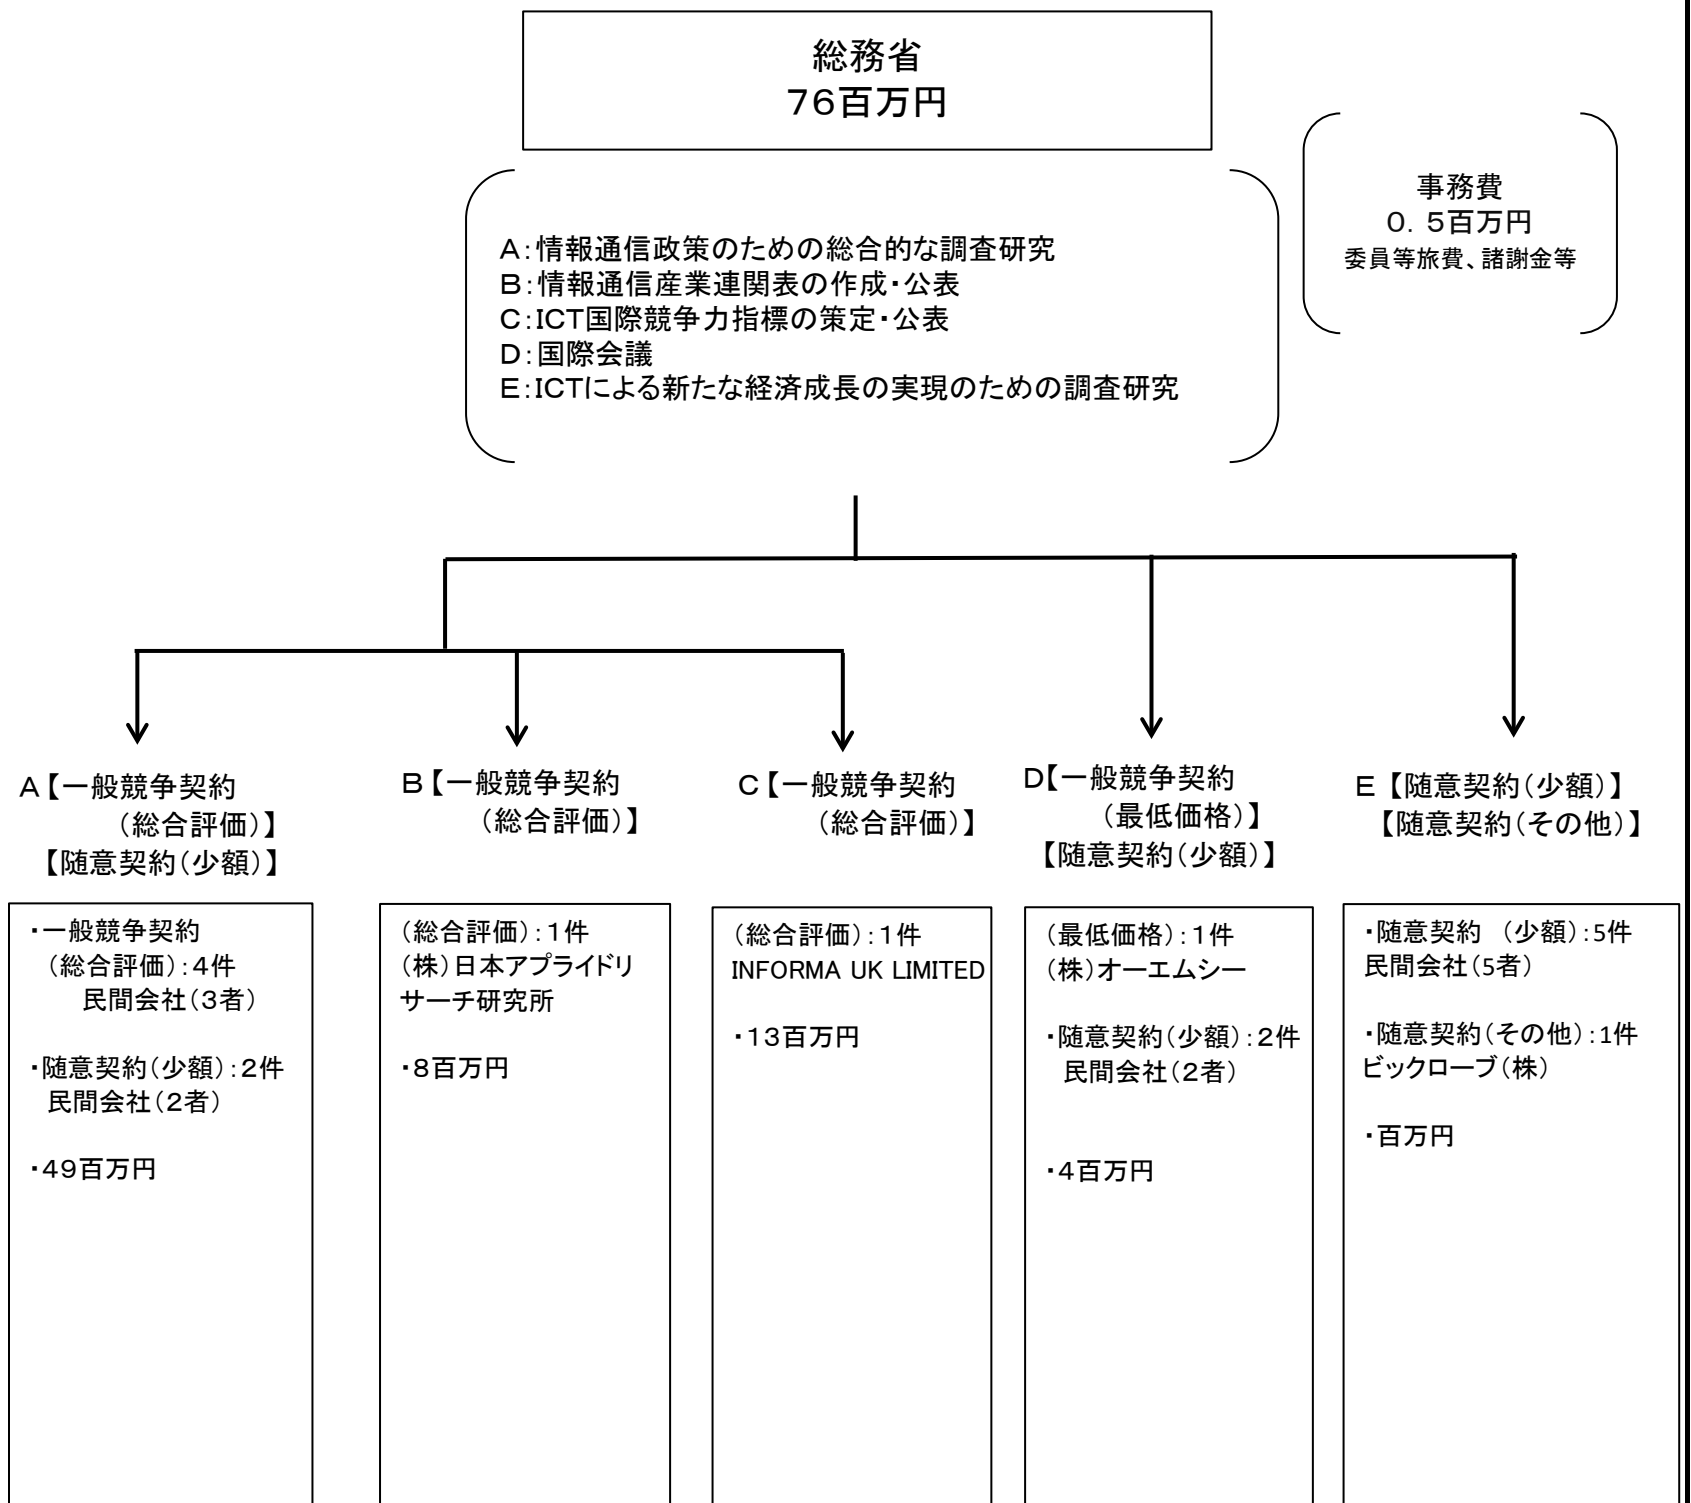 総務省
76百万円
事務費
0．5百万円
委員等旅費、諸謝金等
A：情報通信政策のための総合的な調査研究
B：情報通信産業連関表の作成・公表
C：ICT国際競争力指標の策定・公表
D：国際会議
E：ICTによる新たな経済成長の実現のための調査研究
A【一般競争契約
（総合評価）】
【随意契約（少額）】
B【一般競争契約
（総合評価）】
C【一般競争契約
（総合評価）】
D【一般競争契約
（最低価格）】
【随意契約（少額）】
E【随意契約（少額）】
【随意契約（その他）】
・一般競争契約
（総合評価）：4件
民間会社（3者）
・随意契約（少額）：2件
民間会社（2者）
・49百万円
（総合評価）：1件
（株）日本アプライドリ
サーチ研究所
・8百万円
（総合評価）：1件
INFORMA UK LIMITED
・13百万円
（最低価格）：1件
（株）オーエムシー
・随意契約（少額）：2件
民間会社（2者）
・4百万円
・随意契約　（少額）：5件
民間会社（5者）
・随意契約（その他）：1件
ビックローブ（株）
・百万円